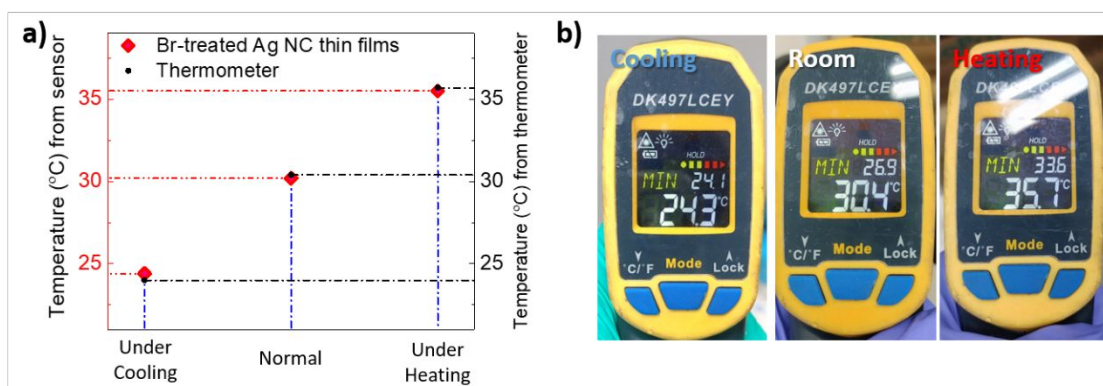 a)
Br-treated Ag NC thin films
Thermometer
Temperature (°C) from sensor
35
30
25
Temperature (°C) from thermometer
35
30
25
Under
Cooling
Normal
Under
Heating
b)
Cooling
DK497LCEY
HOLD
MIN 24.1
24.3°C
°C/°F Mode Lock
Room
DK497LCEY
HOLD
MIN 26.9
30.4°C
°C/°F Mode Lock
Heating
DK497LCEY
HOLD
MIN 33.6
35.7°C
°C/°F Mode Lock